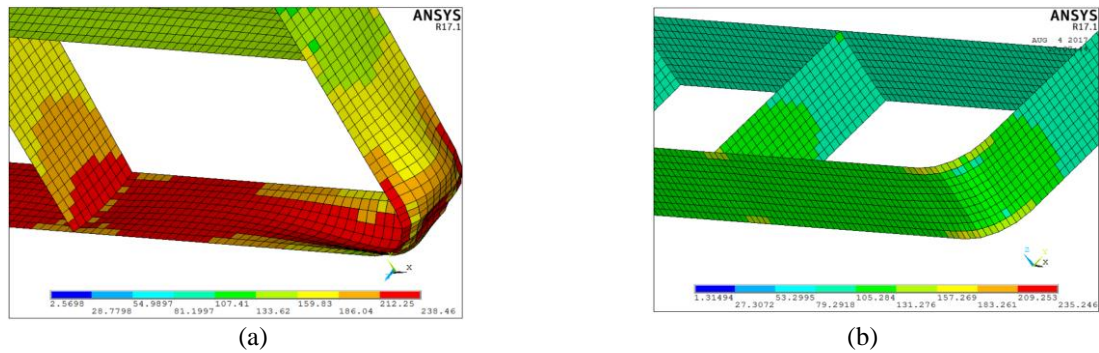 ANSYS
R17.1
X
2.5698 54.9897 107.41 159.83 212.25
28.7798 81.1997 133.62 186.04 238.46
(a)
ANSYS
R17.1
AUG 4 2017
Z Y
X
1.31494 53.2995 105.284 157.269 209.253
27.3072 79.2918 131.276 183.261 235.246
(b)